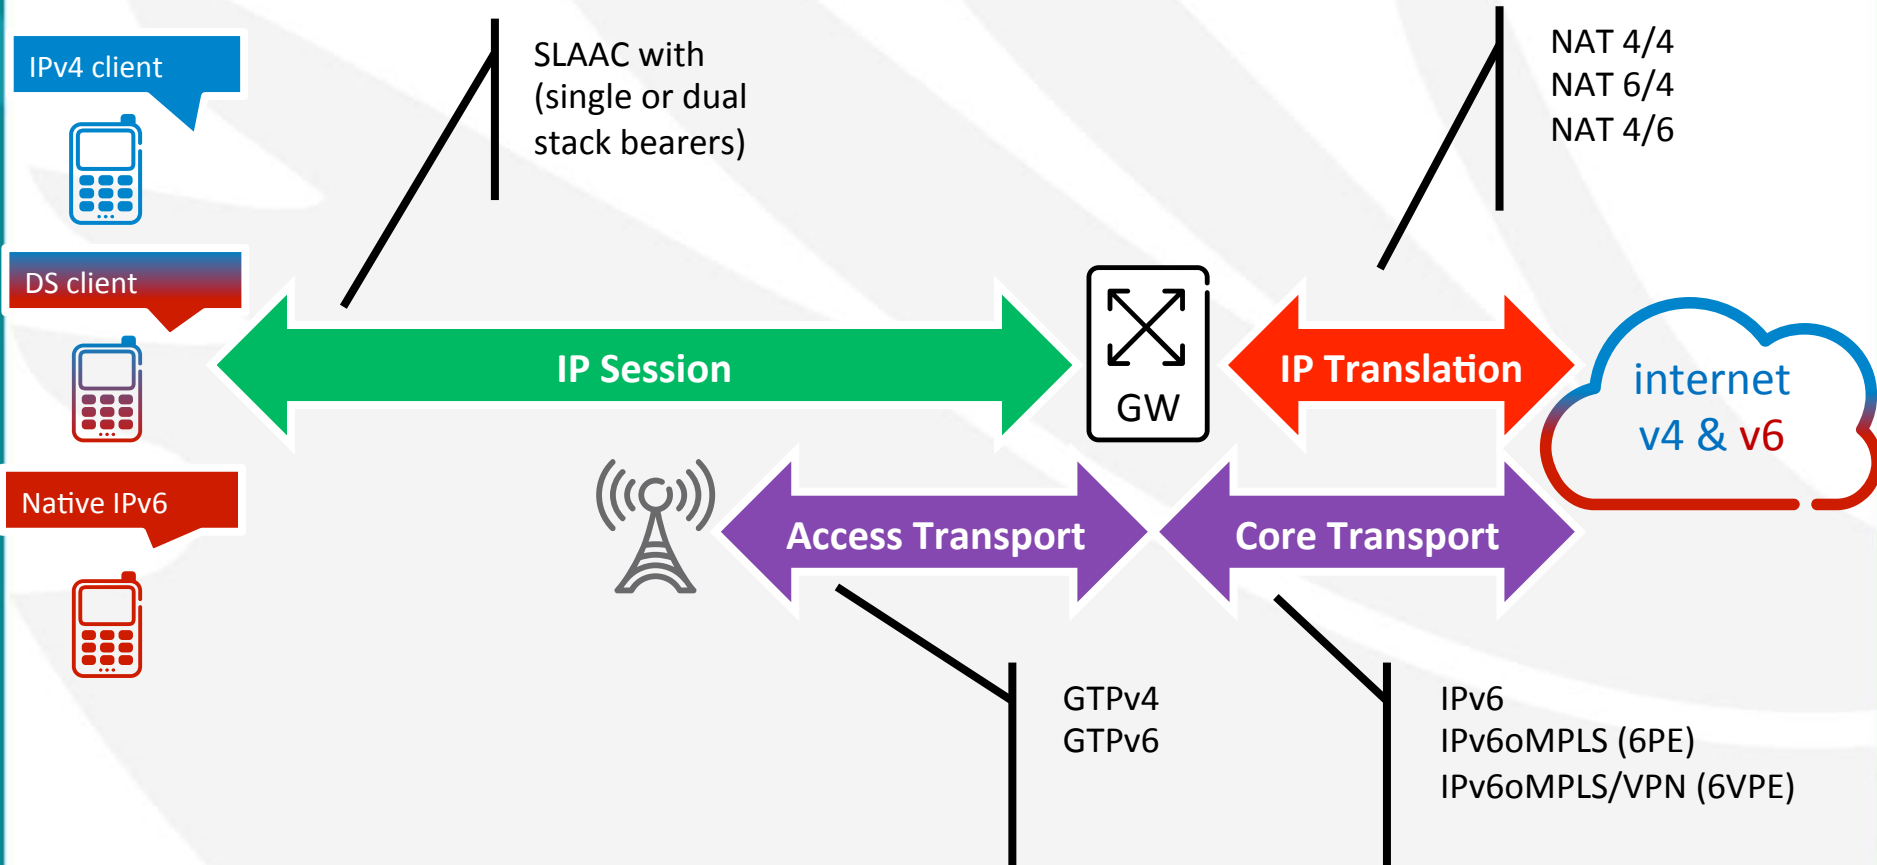 IPv4 client
SLAAC with
(single or dual
stack bearers)
NAT 4/4
NAT 6/4
NAT 4/6
DS client
IP Session
GW
IP Translation
internet
v4 & v6
Native IPv6
Access Transport
Core Transport
GTPv4
GTPv6
IPv6
IPv6oMPLS (6PE)
IPv6oMPLS/VPN (6VPE)